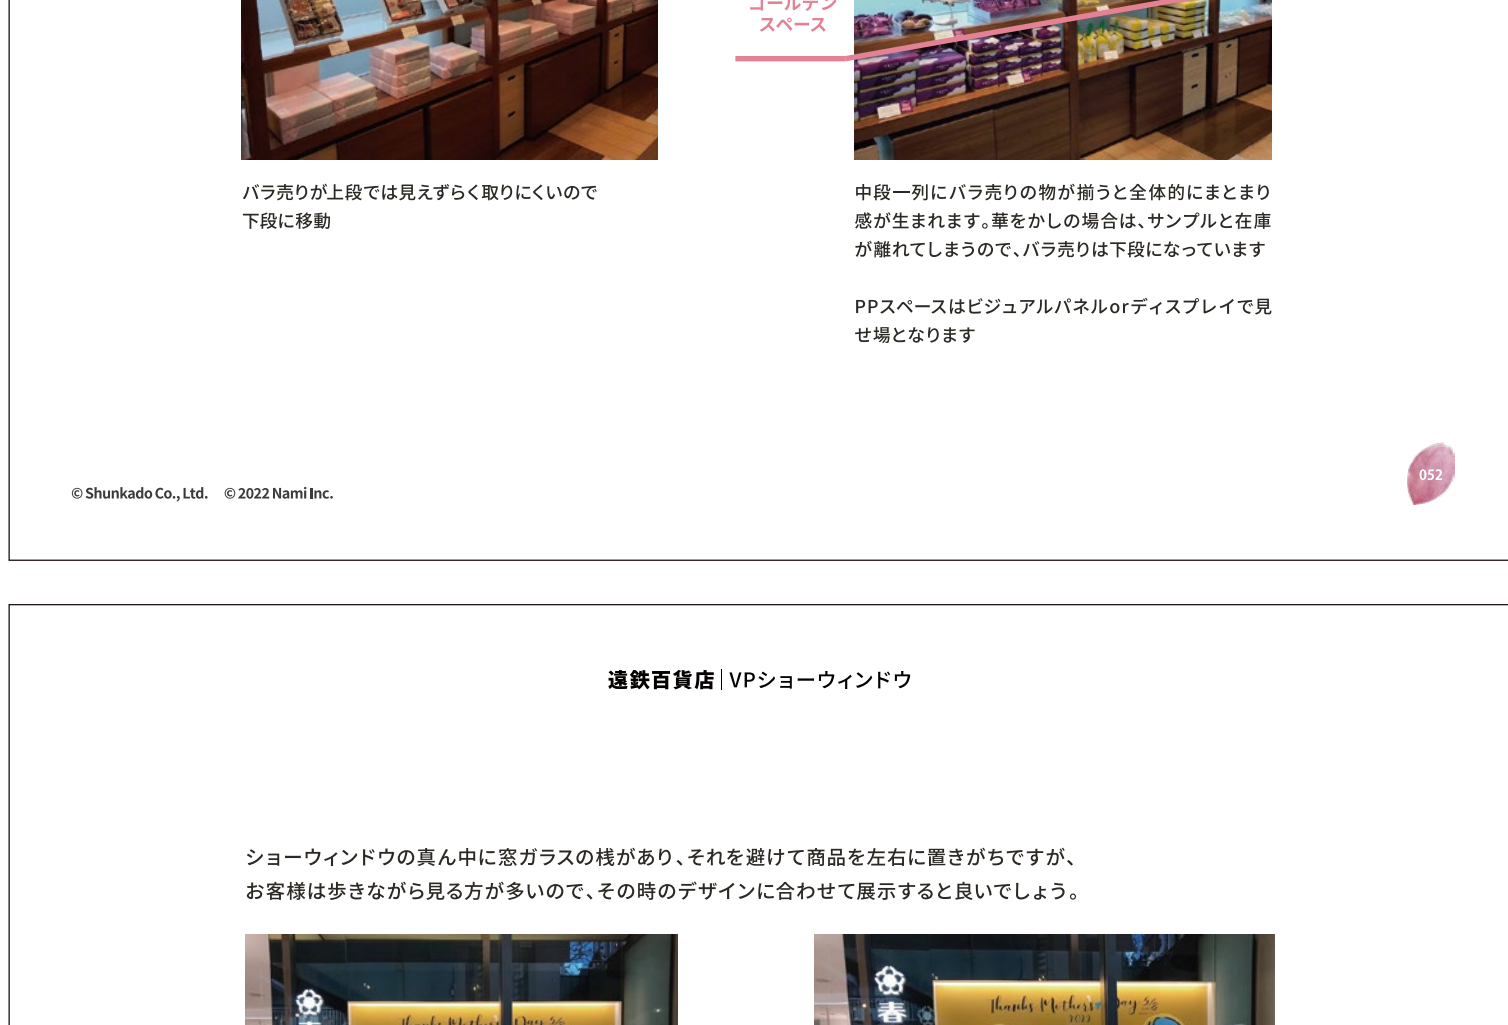 ゴールデン
スペース
バラ売りが上段では見えずらく取りにくいので
下段に移動
中段一列にバラ売りの物が揃うと全体的にまとまり
感が生まれます。華をかしの場合は、サンプルと在庫
が離れてしまうので、バラ売りは下段になっています
PPスペースはビジュアルパネルorディスプレイで見
せ場となります
© Shunkado Co., Ltd. © 2022 Nami Inc.
052
遠鉄百貨店|VPショーウィンドウ
ショーウィンドウの真ん中に窓ガラスの桟があり、それを避けて商品を左右に置きがちですが、
お客様は歩きながら見る方が多いので、その時のデザインに合わせて展示すると良いでしょう。
Thanks Mother's Day 5/8
春
Thanks Mother's Day 5/8
2022